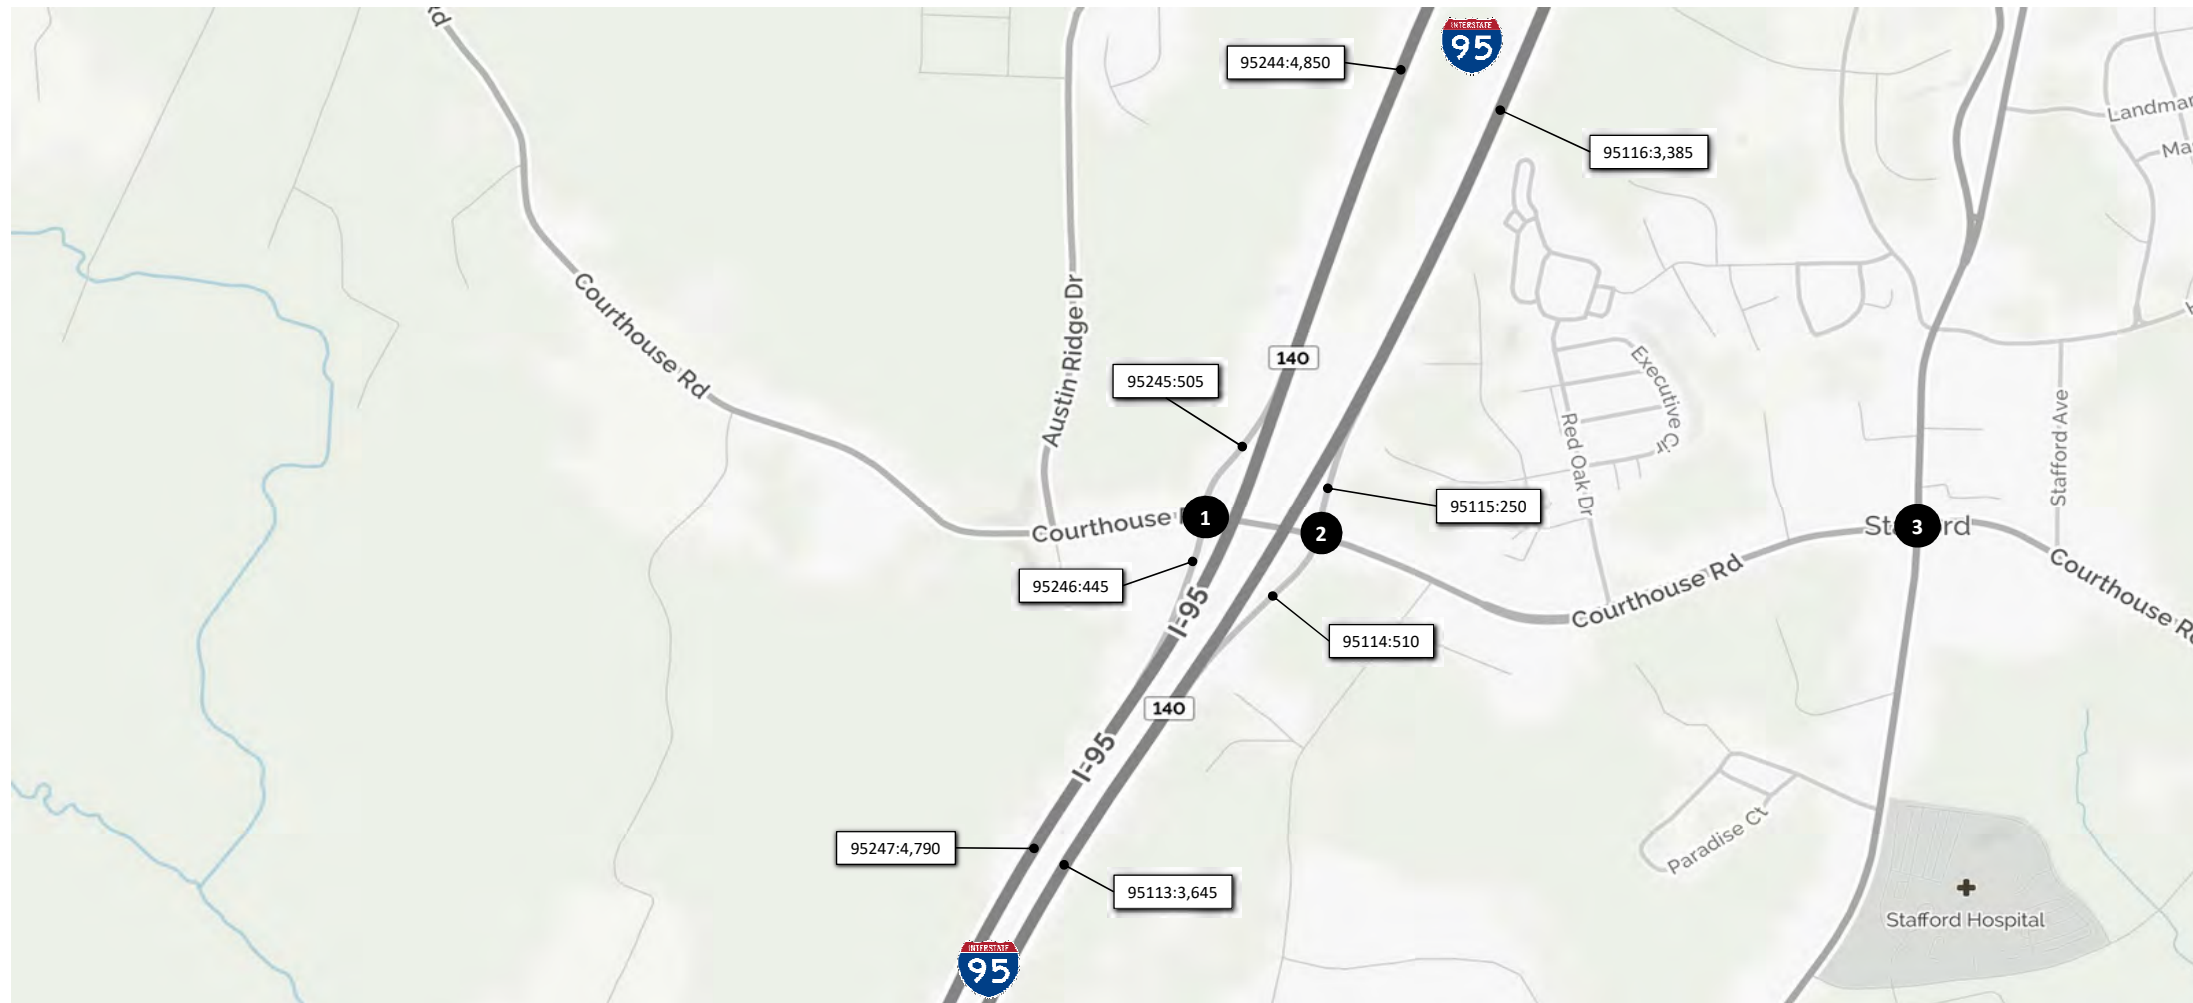 INTERSTATE
95
95244:4,850
95116:3,385
Courthouse Rd
Austin Ridge Dr
140
95245:505
Executive Cir
Red Oak Dr
Stafford Ave
95115:250
Courthouse
1
2
3
95246:445
I-95
95114:510
Courthouse Rd
Courthouse
140
I-95
Paradise Ct
95247:4,790
95113:3,645
Stafford Hospital
INTERSTATE
95